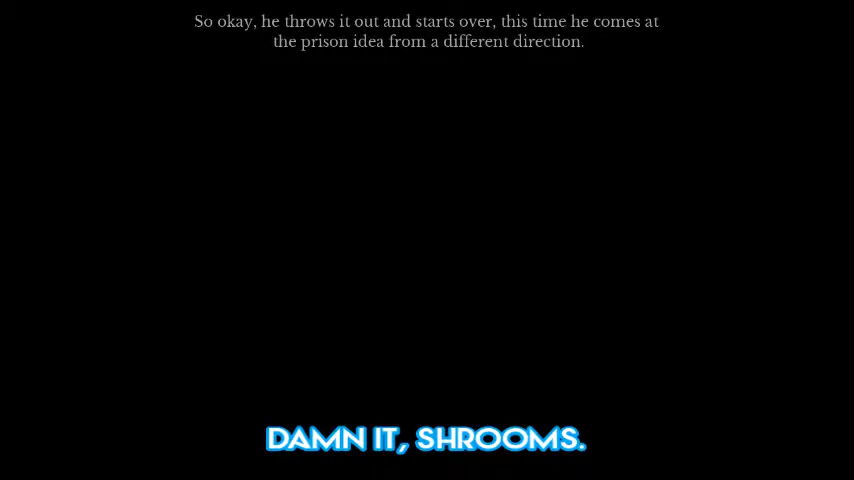 So okay, he throws it out and starts over, this time he comes at
the prison idea from a different direction.
DAMN IT, SHROOMS.